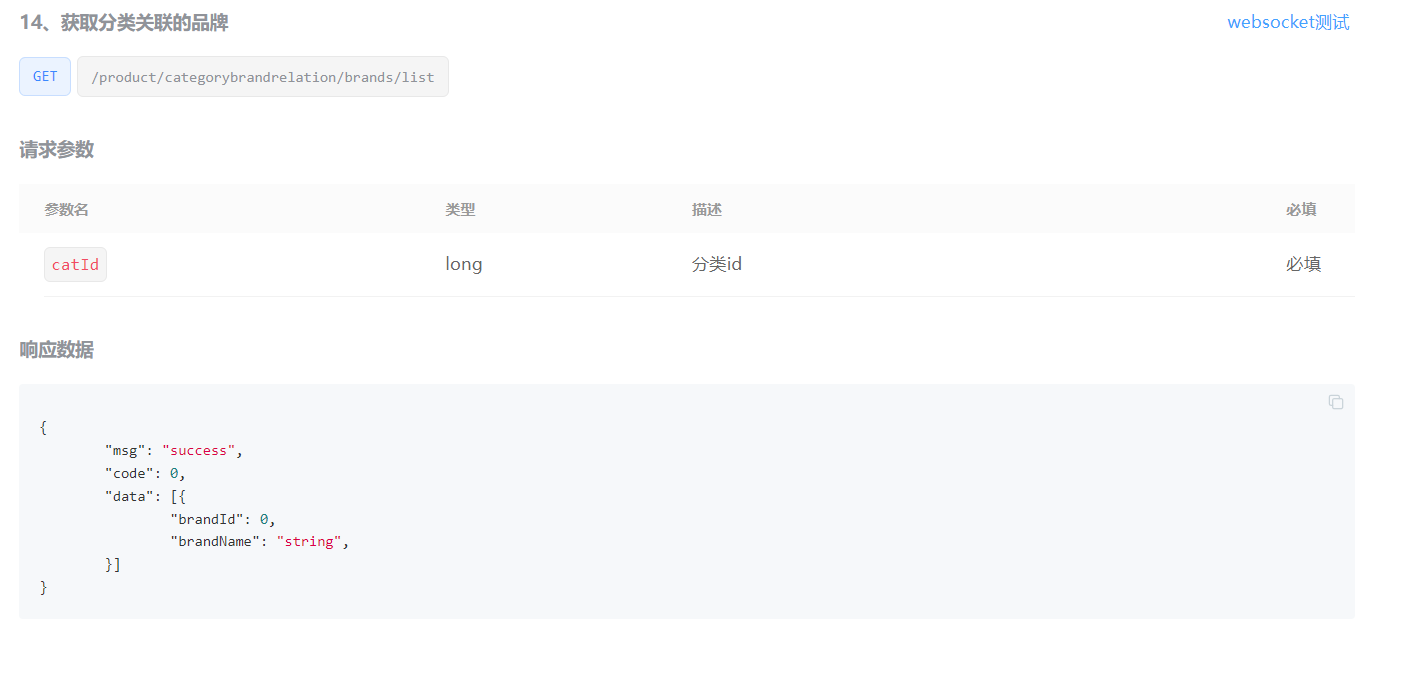 14、获取分类关联的品牌
websocket测试
GET /product/categorybrandrelation/brands/list
请求参数
参数名 类型 描述 必填
catId long 分类id 必填
响应数据
{
"msg": "success",
"code": 0,
"data": [{
"brandId": 0,
"brandName": "string",
}]
}